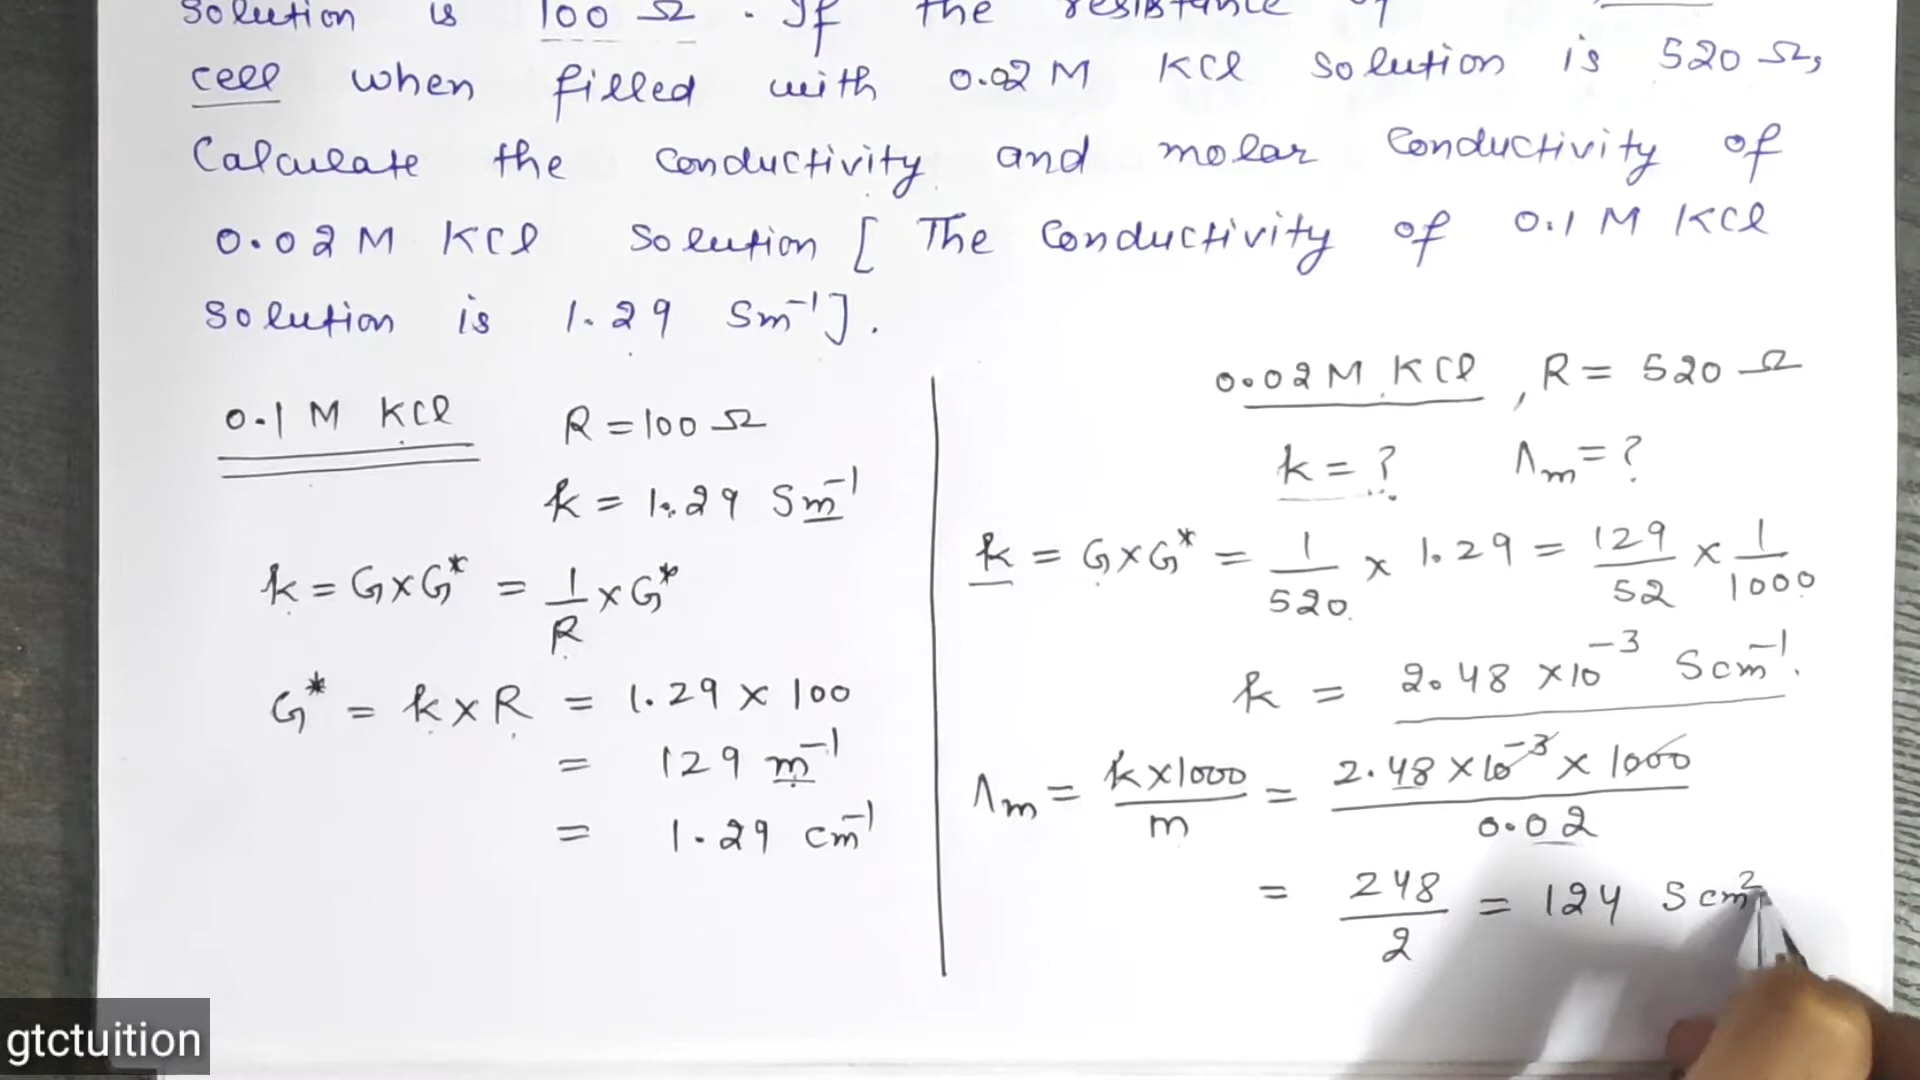 solution is 100 Ω. If the resistance of
cell when filled with 0.02 M KCl solution is 520 Ω,
Calculate the conductivity and molar conductivity of
0.02 M KCl solution [ The conductivity of 0.1 M KCl
solution is 1.29 Sm⁻¹].
0.1 M KCl R = 100 Ω
k = 1.29 Sm⁻¹
k = G×G* = 1/R × G*
G* = k × R = 1.29 × 100
= 129 m⁻¹
= 1.29 cm⁻¹
0.02 M KCl, R = 520 Ω
k = ? Λm = ?
k = G×G* = 1/520 × 1.29 = 129/52 × 1/1000
k = 2.48 × 10⁻³ S cm⁻¹.
Λm = k×1000/m = 2.48 × 10⁻³ × 1000/0.02
= 248/2 = 124 S cm²
gtctuition